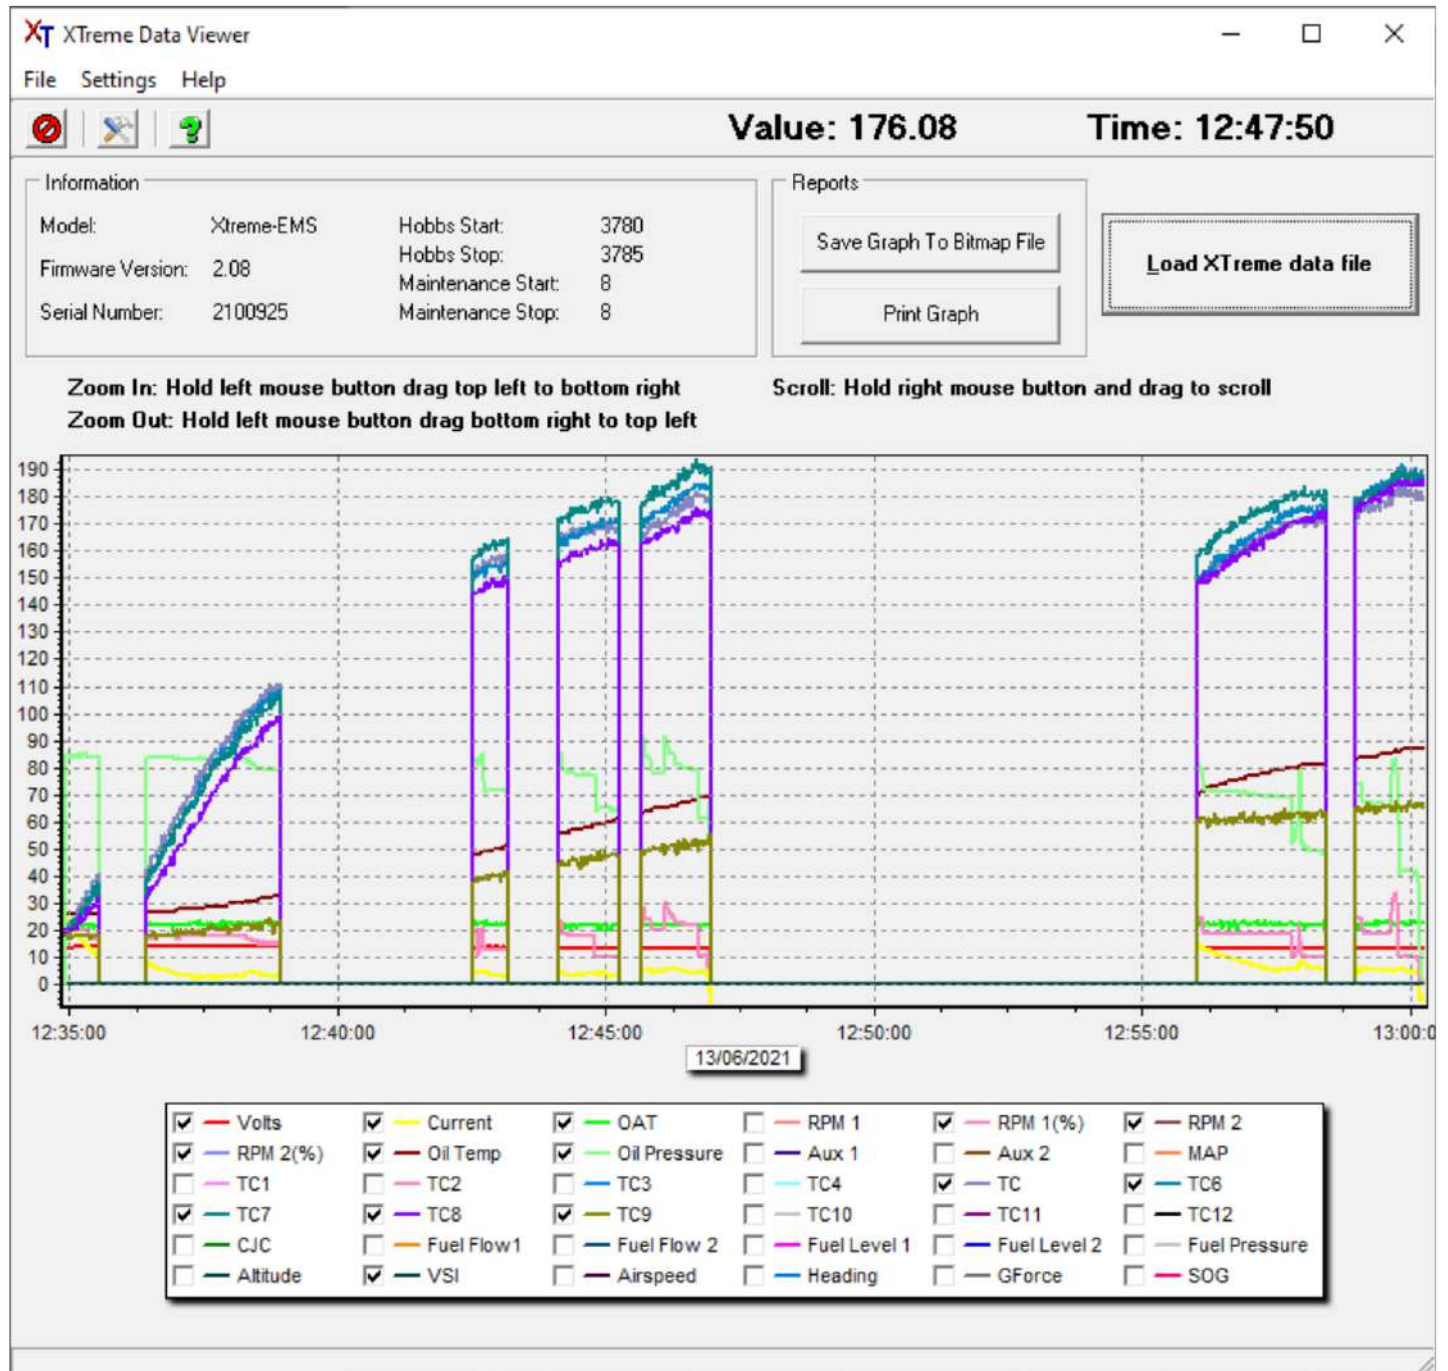 XT XTreme Data Viewer
File Settings Help
Value: 176.08 Time: 12:47:50
Information
Reports
Model: Xtreme-EMS Hobbs Start: 3780
Hobbs Stop: 3785
Firmware Version: 2.08
Maintenance Start: 8
Serial Number: 2100925 Maintenance Stop: 8
Save Graph To Bitmap File
Print Graph
Load XTreme data file
Zoom In: Hold left mouse button drag top left to bottom right
Scroll: Hold right mouse button and drag to scroll
Zoom Out: Hold left mouse button drag bottom right to top left
190
180
170
160
150
140
130
120
110
100
90
80
70
60
50
40
30
20
10
0
12:35:00 12:40:00 12:45:00 12:50:00 12:55:00 13:00:0
13/06/2021
Volts Current OAT RPM 1 RPM 1(%) RPM 2
RPM 2(%) Oil Temp Oil Pressure Aux 1 Aux 2 MAP
TC1 TC2 TC3 TC4 TC TC6
TC7 TC8 TC9 TC10 TC11 TC12
CJC Fuel Flow1 Fuel Flow 2 Fuel Level 1 Fuel Level 2 Fuel Pressure
Altitude VSI Airspeed Heading GForce SOG